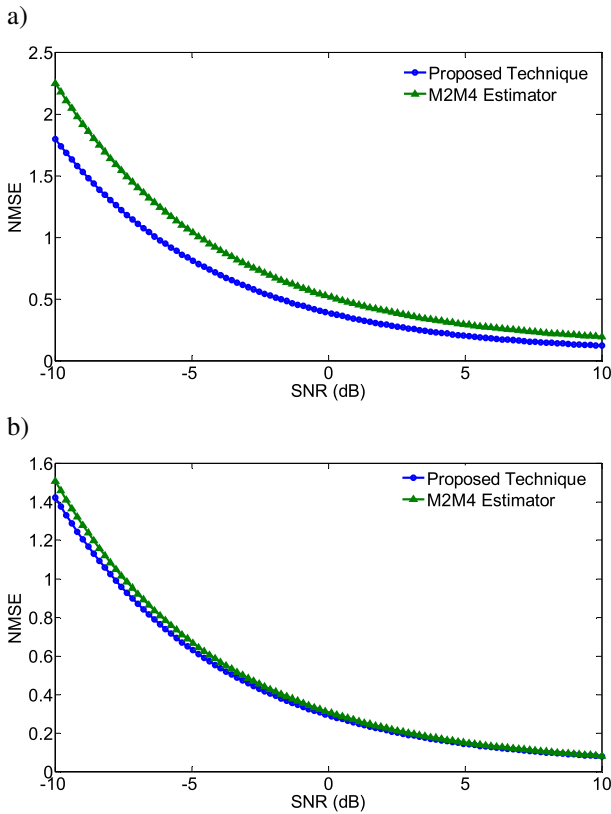 a)
2.5
2
1.5
1
0.5
0
NMSE
Proposed Technique
M2M4 Estimator
-10 -5 0 5 10
SNR (dB)
b)
1.6
1.4
1.2
1
0.8
0.6
0.4
0.2
0
NMSE
Proposed Technique
M2M4 Estimator
-10 -5 0 5 10
SNR (dB)